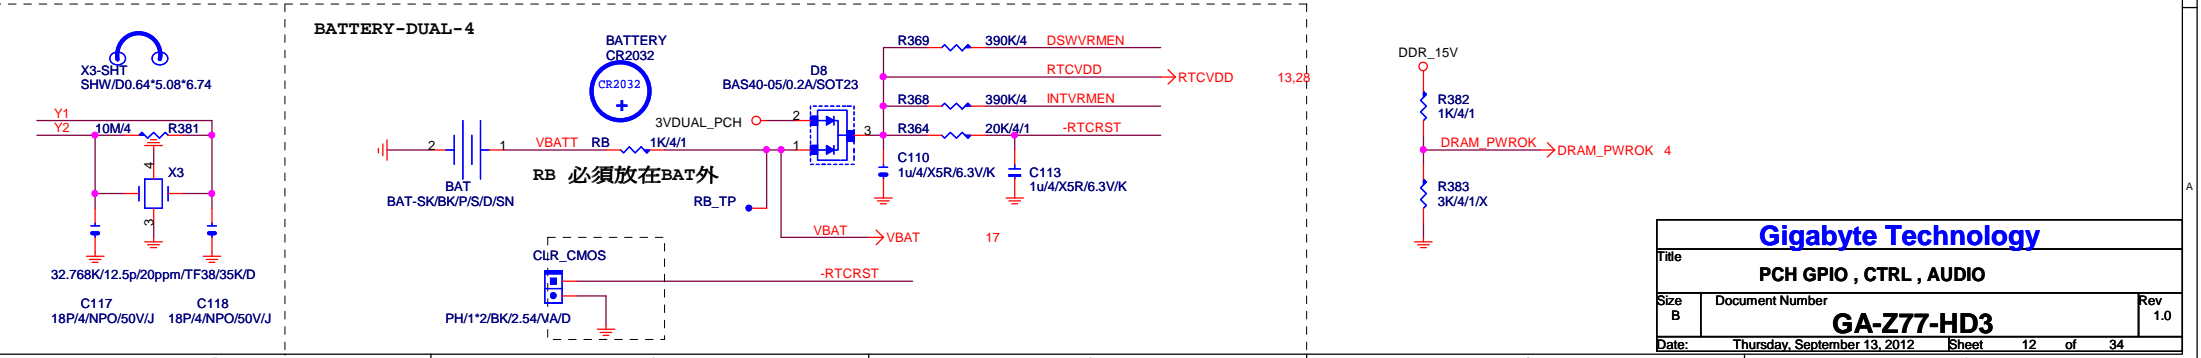 BATTERY-DUAL-4
X3-SHT
SHW/D0.64*5.08*6.74
Y1
Y2
10M/4
R381
4
X3
3
32.768K/12.5p/20ppm/TF38/35K/D
C117
18P/4/NPO/50V/J
C118
18P/4/NPO/50V/J
BATTERY
CR2032
CR2032
+
2
1
BAT
BAT-SK/BK/P/S/D/SN
VBATT
RB
1K/4/1
RB 必須放在BAT外
RB_TP
3VDUAL_PCH
D8
BAS40-05/0.2A/SOT23
2
1
3
VBAT
VBAT
17
CLR_CMOS
-RTCRST
PH/1*2/BK/2.54/VA/D
R369
390K/4
DSWVRMEN
RTCVDD
RTCVDD
13,28
R368
390K/4
INTVRMEN
R364
20K/4/1
-RTCRST
C110
1u/4/X5R/6.3V/K
C113
1u/4/X5R/6.3V/K
DDR_15V
R382
1K/4/1
DRAM_PWROK
DRAM_PWROK
4
R383
3K/4/1/X
A
Gigabyte Technology
Title
PCH GPIO , CTRL , AUDIO
Size
B
Document Number
GA-Z77-HD3
Rev
1.0
Date:
Thursday, September 13, 2012
Sheet
12
of
34